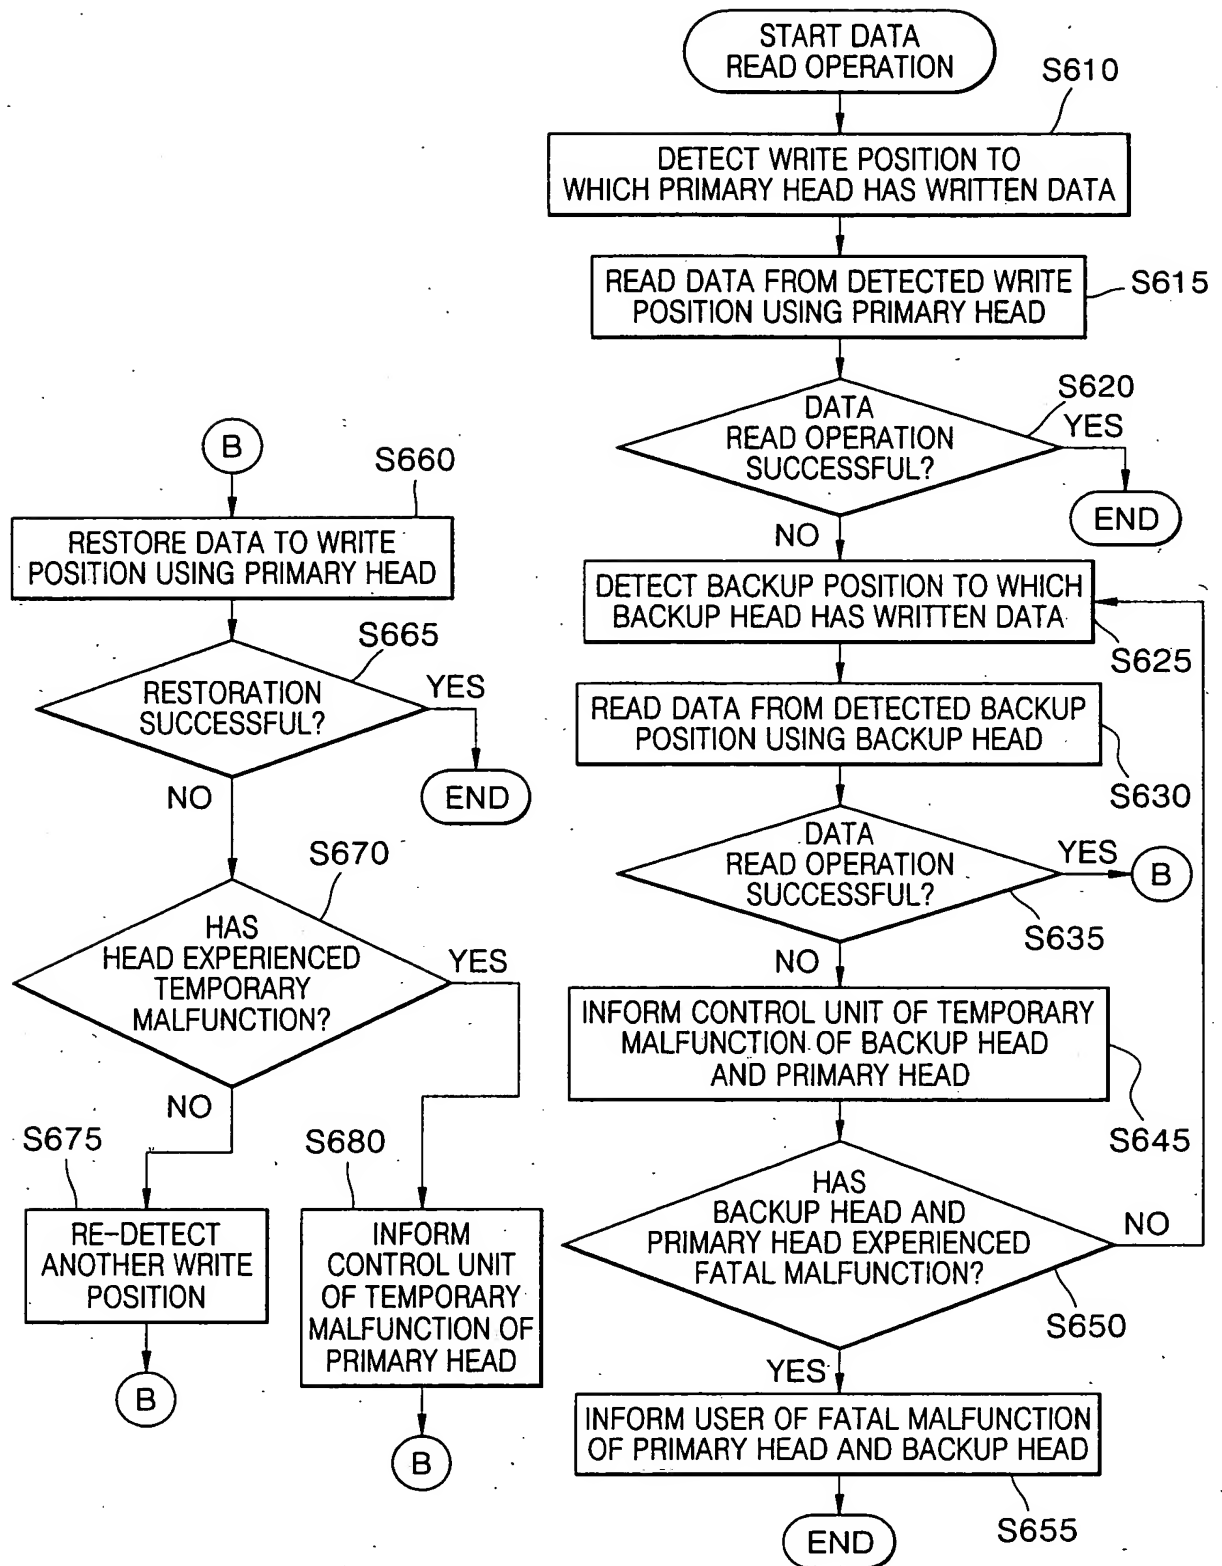 START DATA
READ OPERATION
S610
DETECT WRITE POSITION TO
WHICH PRIMARY HEAD HAS WRITTEN DATA
READ DATA FROM DETECTED WRITE
POSITION USING PRIMARY HEAD
S615
DATA
READ OPERATION
SUCCESSFUL?
S620
YES
END
NO
DETECT BACKUP POSITION TO WHICH
BACKUP HEAD HAS WRITTEN DATA
S625
READ DATA FROM DETECTED BACKUP
POSITION USING BACKUP HEAD
S630
DATA
READ OPERATION
SUCCESSFUL?
YES
B
S635
NO
INFORM CONTROL UNIT OF TEMPORARY
MALFUNCTION OF BACKUP HEAD
AND PRIMARY HEAD
S645
HAS
BACKUP HEAD AND
PRIMARY HEAD EXPERIENCED
FATAL MALFUNCTION?
NO
S650
YES
INFORM USER OF FATAL MALFUNCTION
OF PRIMARY HEAD AND BACKUP HEAD
S655
END
B
S660
RESTORE DATA TO WRITE
POSITION USING PRIMARY HEAD
S665
RESTORATION
SUCCESSFUL?
YES
END
NO
S670
HAS
HEAD EXPERIENCED
TEMPORARY
MALFUNCTION?
YES
NO
S675
RE-DETECT
ANOTHER WRITE
POSITION
B
S680
INFORM
CONTROL UNIT
OF TEMPORARY
MALFUNCTION OF
PRIMARY HEAD
B